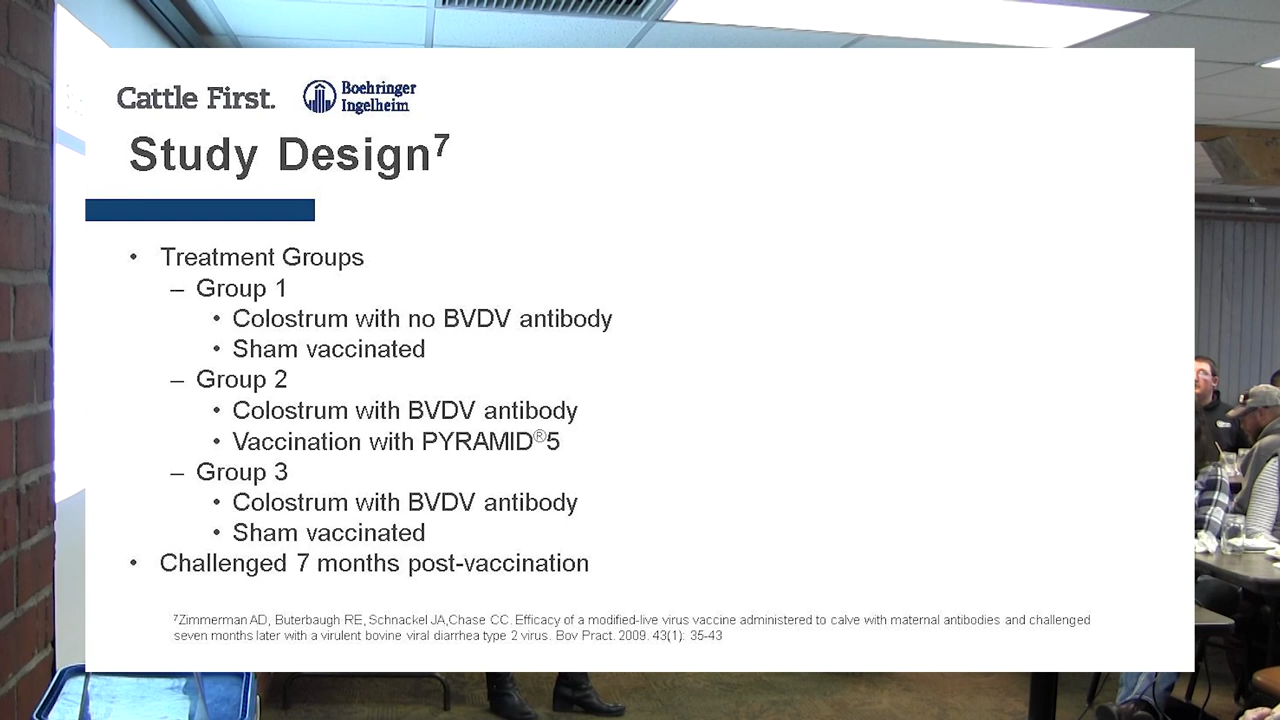 Cattle First.
Boehringer
Ingelheim
Study Design⁷
• Treatment Groups
– Group 1
• Colostrum with no BVDV antibody
• Sham vaccinated
– Group 2
• Colostrum with BVDV antibody
• Vaccination with PYRAMID®5
– Group 3
• Colostrum with BVDV antibody
• Sham vaccinated
• Challenged 7 months post-vaccination
⁷Zimmerman AD, Buterbaugh RE, Schnackel JA,Chase CC. Efficacy of a modified-live virus vaccine administered to calve with maternal antibodies and challenged
seven months later with a virulent bovine viral diarrhea type 2 virus. Bov Pract. 2009. 43(1): 35-43